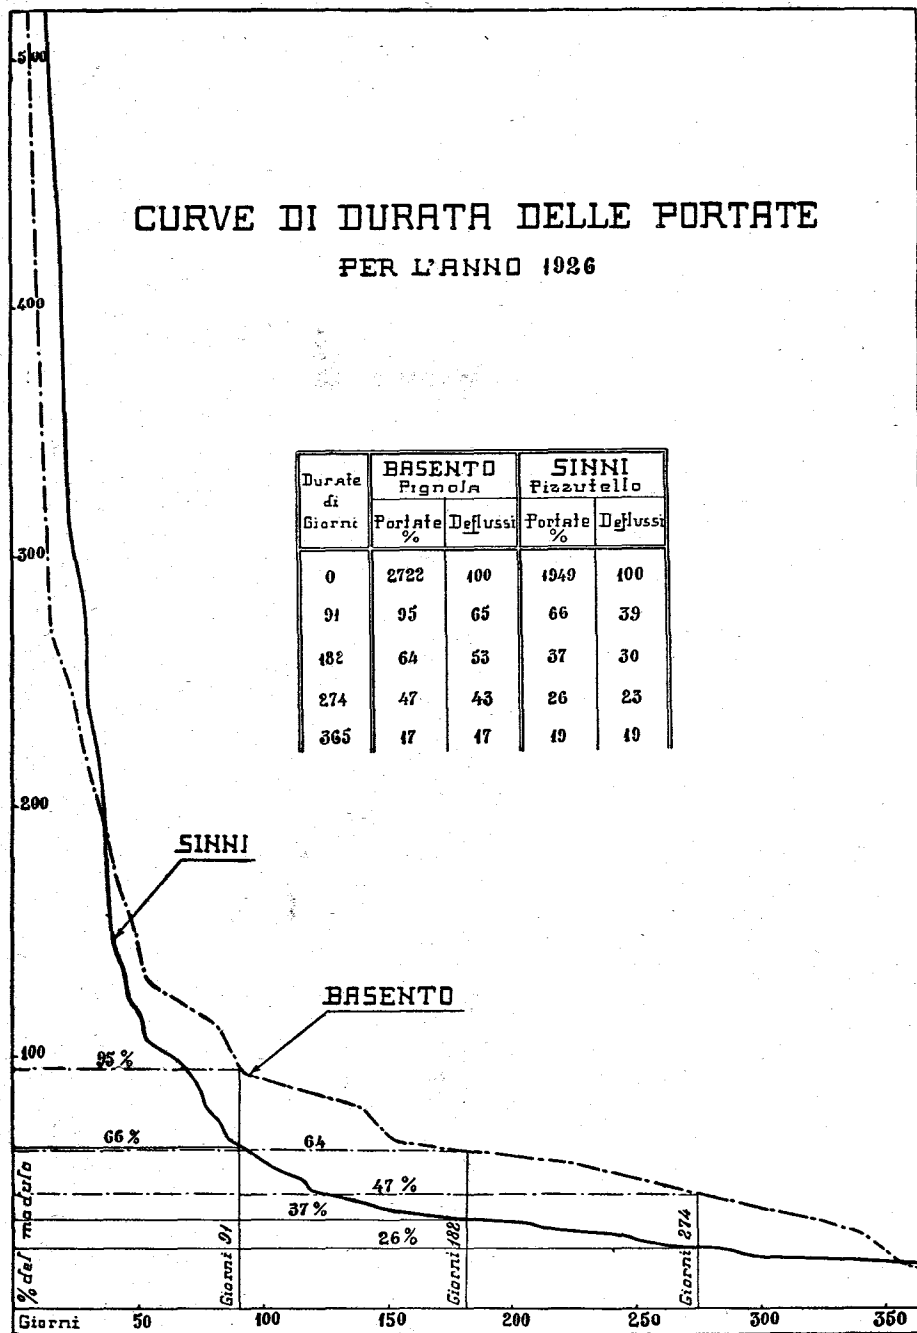 500
CURVE DI DURATA DELLE PORTATE
PER L'ANNO 1926
400
Durate di Giorni BASENTO Pignola SINNI Pizzutello
Portate % Deflussi Portate % Deflussi
0 2722 100 1949 100
91 95 65 66 39
182 64 53 37 30
274 47 43 26 23
365 17 17 19 19
300
200
SINNI
BASENTO
100
95 %
66 %
64
47 %
37 %
26 %
% del modulo
Giorni 91
Giorni 182
Giorni 274
Giorni 50 100 150 200 250 300 350